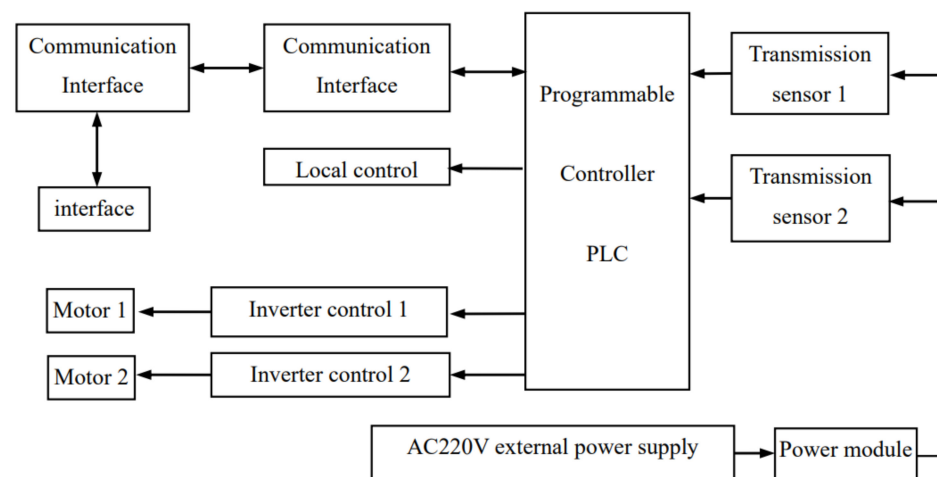 Communication
Interface
Communication
Interface
Programmable
Controller
PLC
Transmission
sensor 1
Transmission
sensor 2
Local control
interface
Motor 1
Inverter control 1
Motor 2
Inverter control 2
AC220V external power supply
Power module